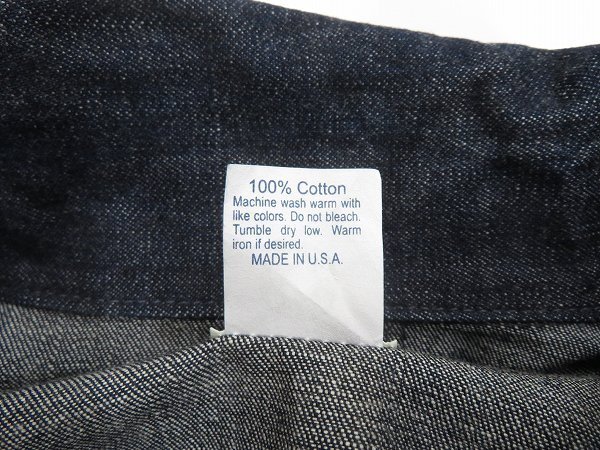 100% Cotton
Machine wash warm with
like colors. Do not bleach.
Tumble dry low. Warm
iron if desired.
MADE IN U.S.A.